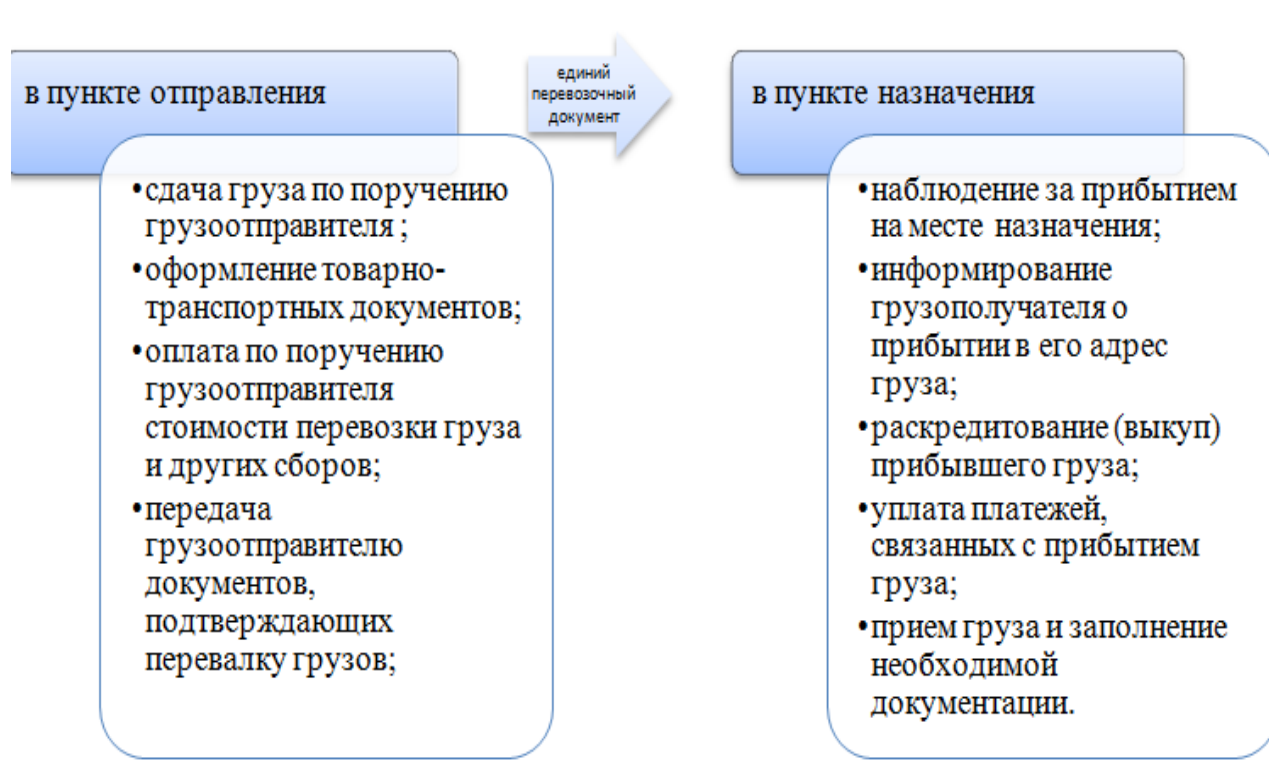 в пункте отправления
•сдача груза по поручению
грузоотправителя ;
•оформление товарно-
транспортных документов;
•оплата по поручению
грузоотправителя
стоимости перевозки груза
и других сборов;
•передача
грузоотправителю
документов,
подтверждающих
перевалку грузов;
единий
перевозочный
документ
в пункте назначения
•наблюдение за прибытием
на месте назначения;
•информирование
грузополучателя о
прибытии в его адрес
груза;
•раскредитование (выкуп)
прибывшего груза;
•уплата платежей,
связанных с прибытием
груза;
•прием груза и заполнение
необходимой
документации.